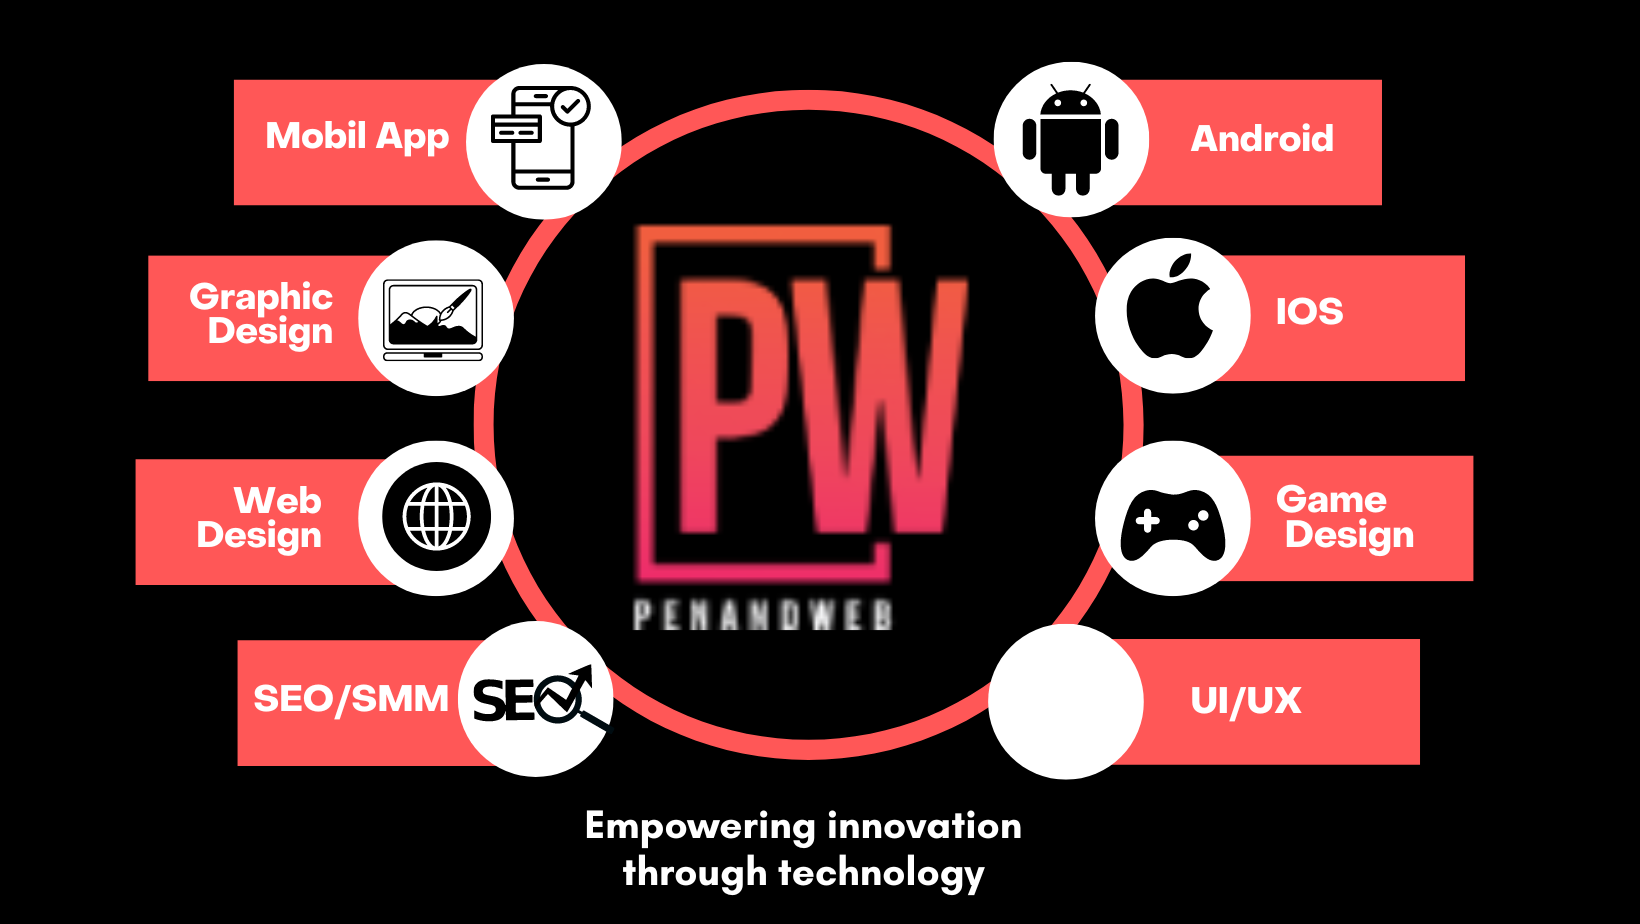 Mobil App
Android
Graphic
Design
IOS
PW
Web
Design
Game
Design
PENANDWEB
SEO/SMM
SEO
UI/UX
Empowering innovation
through technology